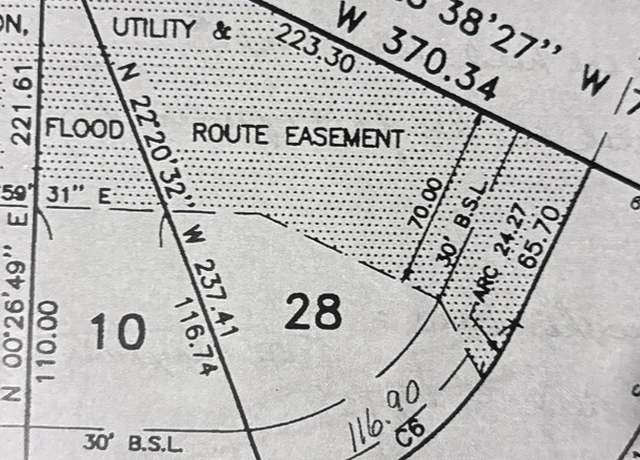 ON,
UTILITY &
223.30
38'27" W
W 370.34
221.61
FLOOD
ROUTE EASEMENT
59'
31" E
N 22°20'32" W 237.41
116.74
70.00
30' B.S.L.
ARC 24.27
65.70
N 00°26'49" E
110.00
10
28
116.90
C6
30' B.S.L.